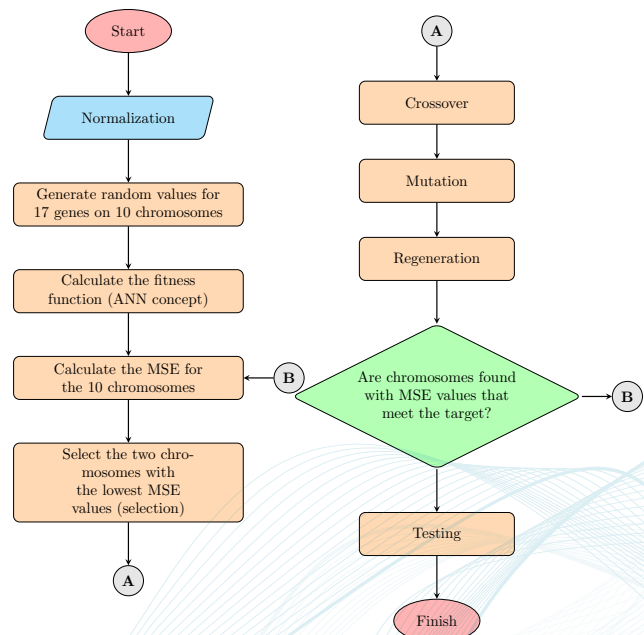 Start
Normalization
Generate random values for
17 genes on 10 chromosomes
Calculate the fitness
function (ANN concept)
Calculate the MSE for
the 10 chromosomes
B
Select the two chro-
mosomes with
the lowest MSE
values (selection)
A
A
Crossover
Mutation
Regeneration
Are chromosomes found
with MSE values that
meet the target?
B
Testing
Finish